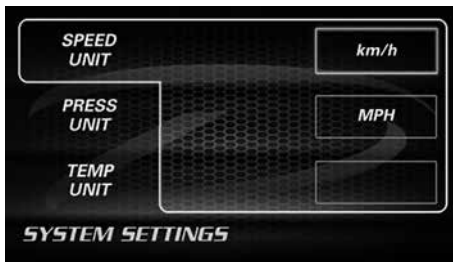 SPEED
UNIT
km/h
PRESS
UNIT
MPH
TEMP
UNIT
SYSTEM SETTINGS